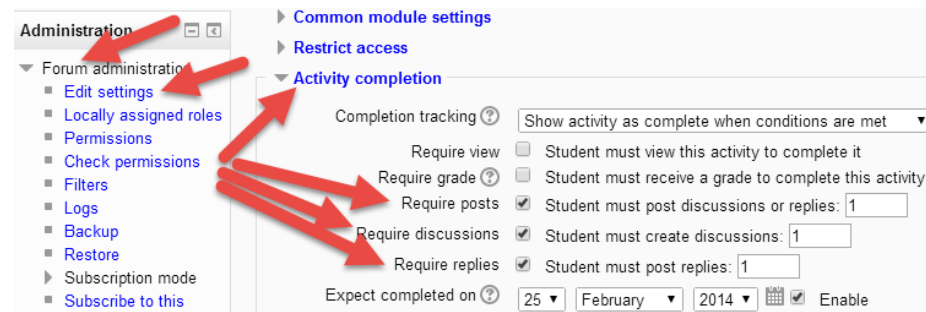 Administration
Forum administratio
Edit settings
Locally assigned roles
Permissions
Check permissions
Filters
Logs
Backup
Restore
Subscription mode
Subscribe to this
Common module settings
Restrict access
Activity completion
Completion tracking ? Show activity as complete when conditions are met
Require view Student must view this activity to complete it
Require grade ? Student must receive a grade to complete this activity
Require posts Student must post discussions or replies: 1
Require discussions Student must create discussions: 1
Require replies Student must post replies: 1
Expect completed on ? 25 February 2014 Enable